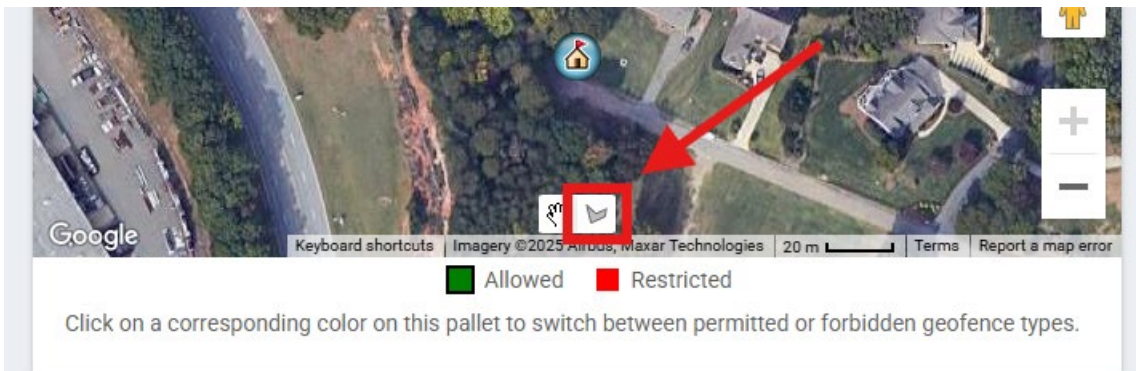 Google
Keyboard shortcuts Imagery ©2025 Airbus, Maxar Technologies 20 m Terms Report a map error
Allowed Restricted
Click on a corresponding color on this pallet to switch between permitted or forbidden geofence types.